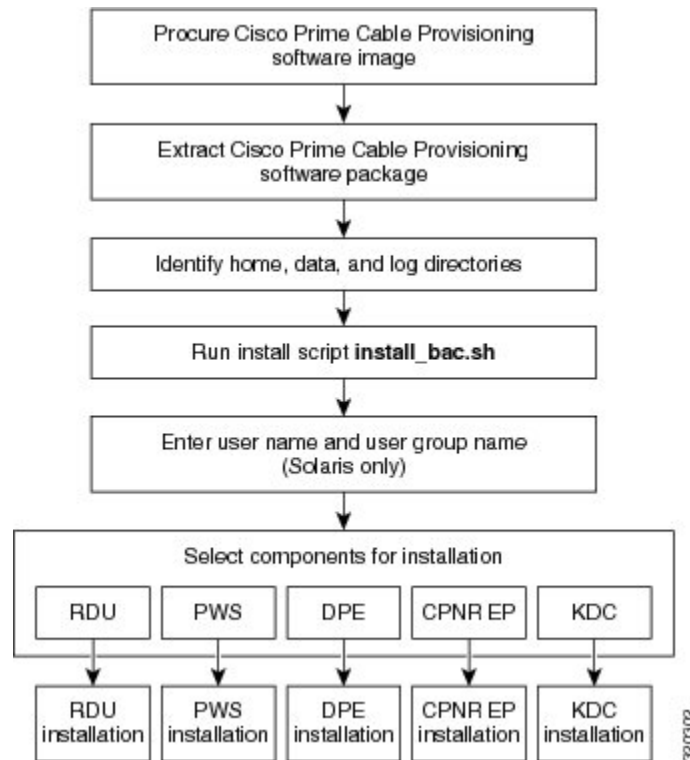 Procure Cisco Prime Cable Provisioning
software image
Extract Cisco Prime Cable Provisioning
software package
Identify home, data, and log directories
Run install script install_bac.sh
Enter user name and user group name
(Solaris only)
Select components for installation
RDU
PWS
DPE
CPNR EP
KDC
RDU
installation
PWS
installation
DPE
installation
CPNR EP
installation
KDC
installation